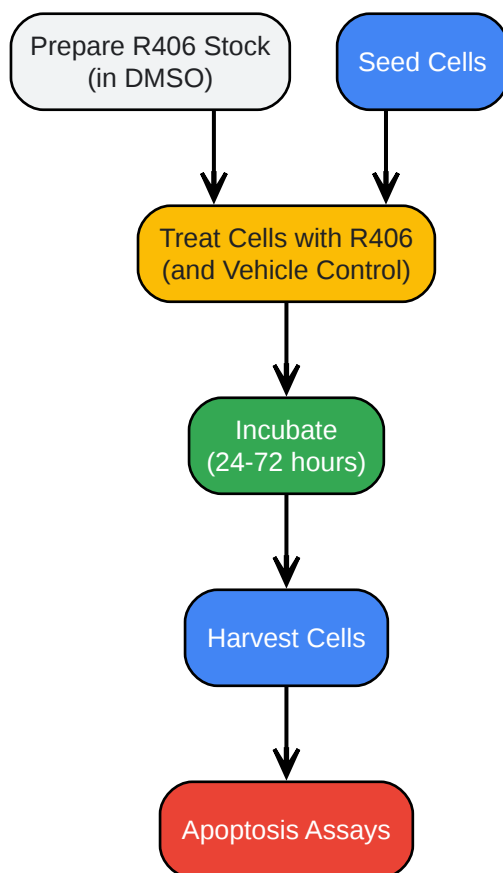 Prepare R406 Stock
(in DMSO)
Seed Cells
Treat Cells with R406
(and Vehicle Control)
Incubate
(24-72 hours)
Harvest Cells
Apoptosis Assays